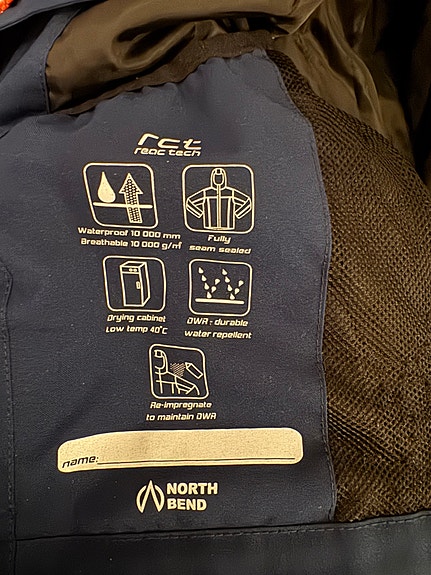 rct
reac tech
Waterproof 10 000 mm
Breathable 10 000 g/m²
Fully
seam sealed
Drying cabinet
Low temp 40°C
DWR : durable
water repellent
Re-impregnate
to maintain DWR
name:
NORTH
BEND